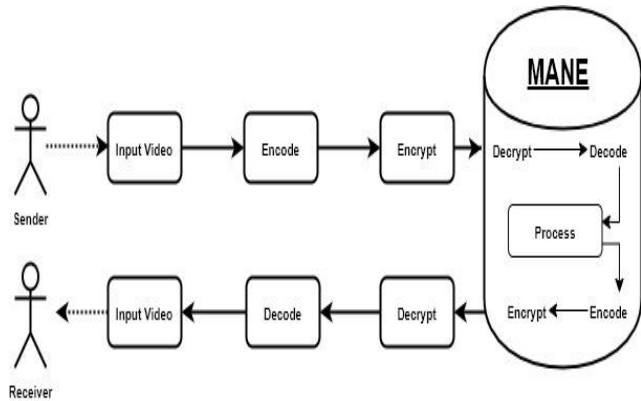 MANE
Input Video
Encode
Encrypt
Decrypt
Decode
Sender
Process
Encrypt
Encode
Input Video
Decode
Decrypt
Receiver